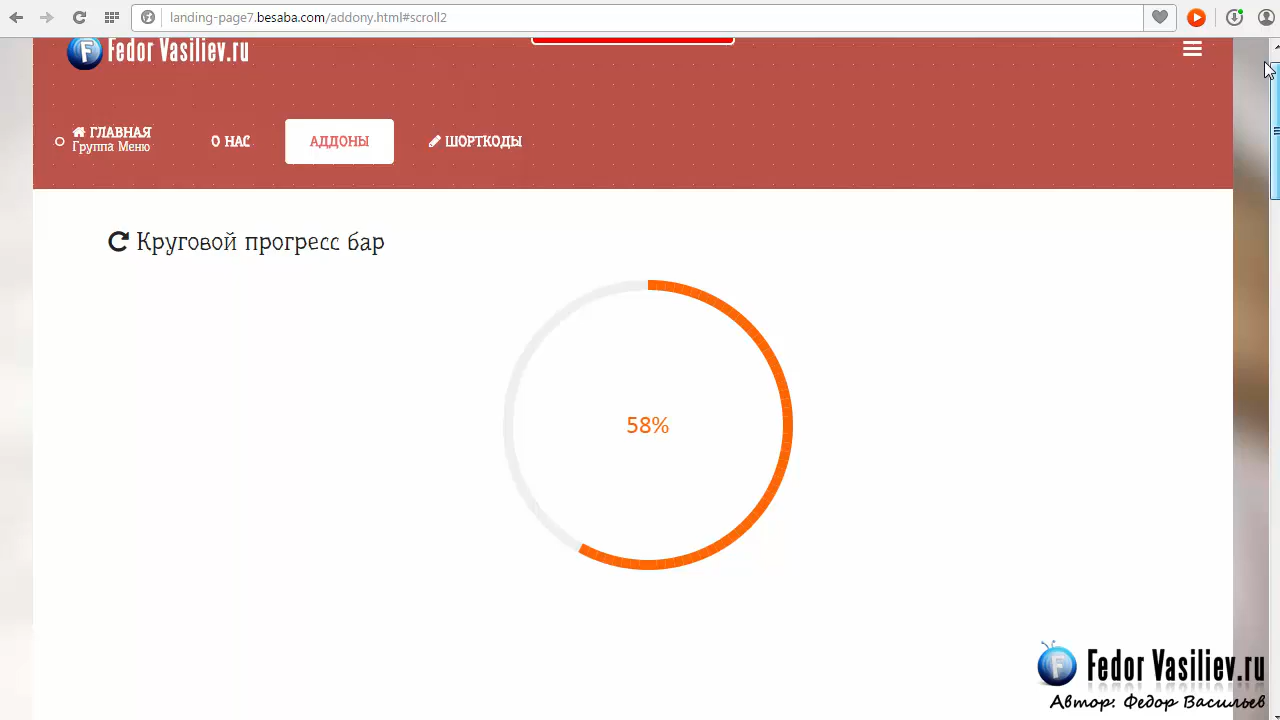 landing-page7.besaba.com/addony.html#scroll2
F Fedor Vasiliev.ru
ГЛАВНАЯ
Группа Меню
О НАС
АДДОНЫ
ШОРТКОДЫ
Круговой прогресс бар
58%
F Fedor Vasiliev.ru
Автор: Федор Васильев